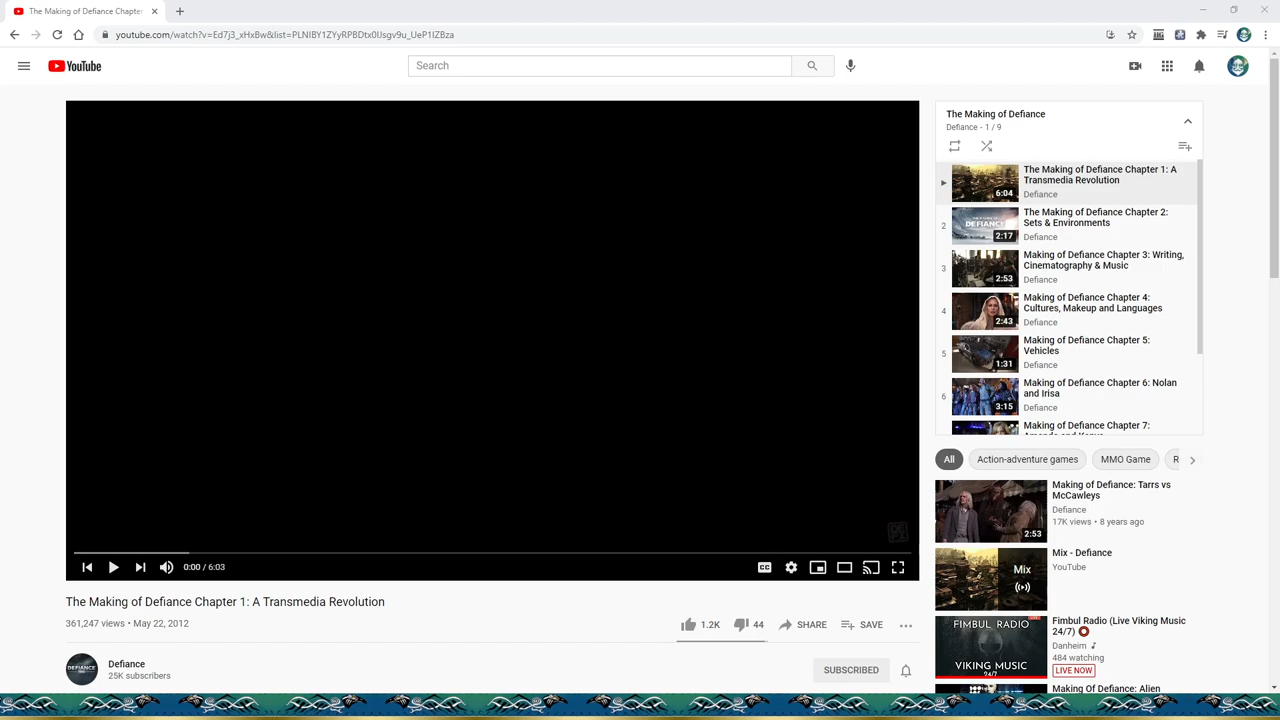 The Making of Defiance Chapter
youtube.com/watch?v=Ed7j3_xHxBw&list=PLNIBY1ZYyRPBDtx0lJsgv9u_UeP1lZBza
YouTube
Search
The Making of Defiance
Defiance - 1 / 9
The Making of Defiance Chapter 1: A
Transmedia Revolution
Defiance
6:04
2
The Making of Defiance Chapter 2:
Sets & Environments
Defiance
DEFIANCE
2:17
3
Making of Defiance Chapter 3: Writing,
Cinematography & Music
Defiance
2:53
4
Making of Defiance Chapter 4:
Cultures, Makeup and Languages
Defiance
2:43
5
Making of Defiance Chapter 5:
Vehicles
Defiance
1:31
6
Making of Defiance Chapter 6: Nolan
and Irisa
Defiance
3:15
Making of Defiance Chapter 7:
All
Action-adventure games
MMO Game
R
Making of Defiance: Tarrs vs
McCawleys
Defiance
17K views • 8 years ago
2:53
Mix - Defiance
YouTube
Mix
Fimbul Radio (Live Viking Music
24/7)
Danheim
484 watching
LIVE NOW
FIMBUL RADIO
VIKING MUSIC
24/7
Making Of Defiance: Alien
0:00 / 6:03
CC
The Making of Defiance Chapter 1: A Transmedia Revolution
361,247 views • May 22, 2012
1.2K
44
SHARE
SAVE
DEFIANCE
Defiance
25K subscribers
SUBSCRIBED